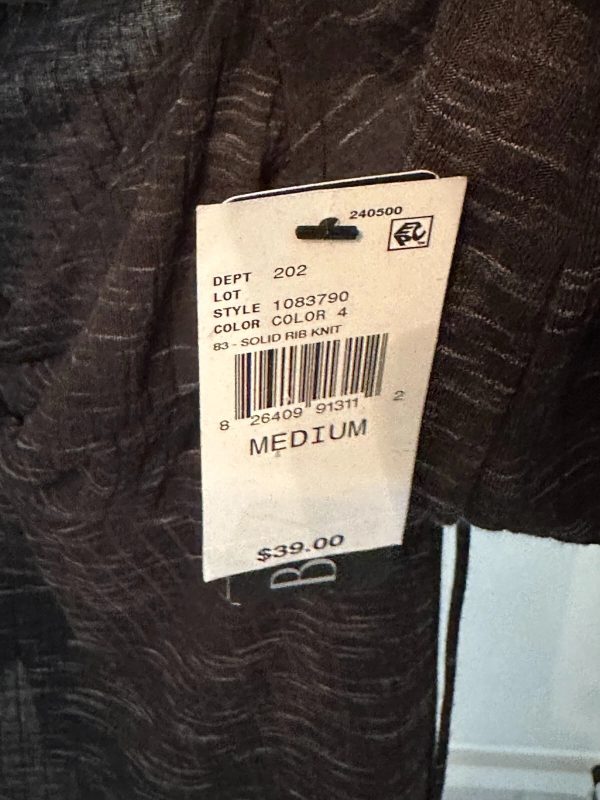 240500
EPC
DEPT 202
LOT
STYLE 1083790
COLOR COLOR 4
83 - SOLID RIB KNIT
8 26409 91311 2
MEDIUM
$39.00
B